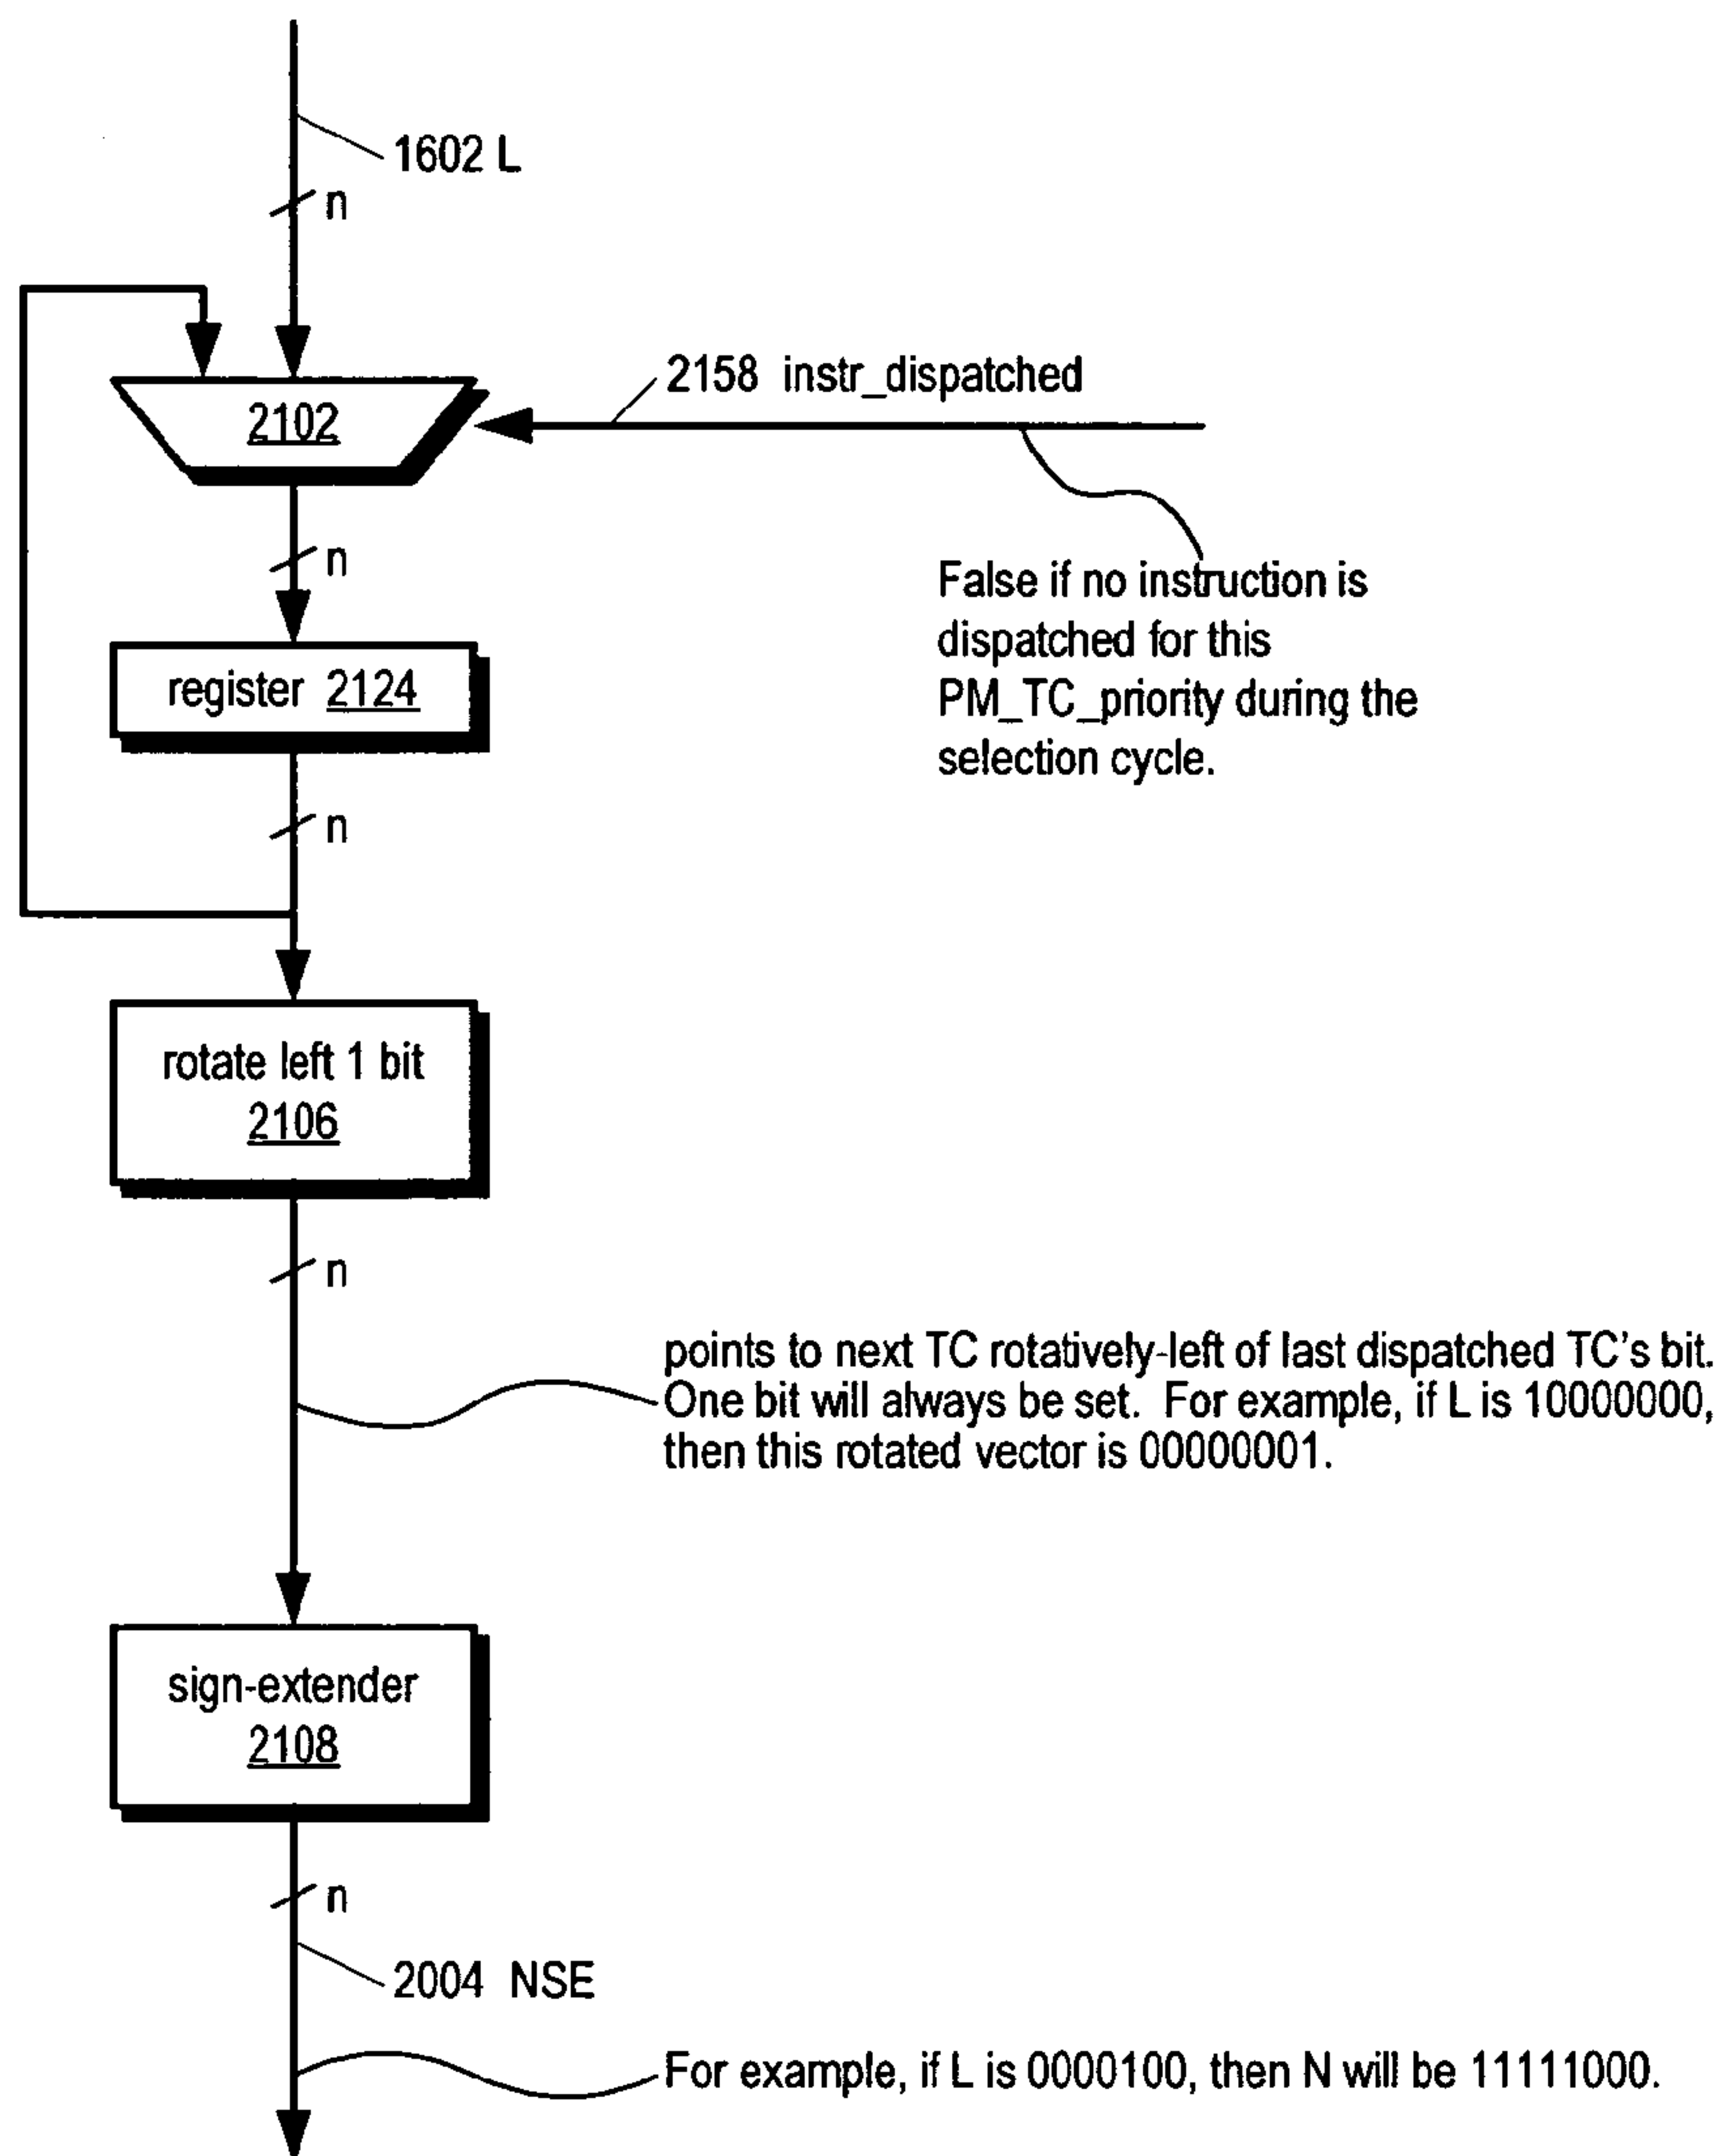 1602 L
n
2158 instr_dispatched
2102
n
False if no instruction is
dispatched for this
PM_TC_priority during the
selection cycle.
register 2124
n
rotate left 1 bit
2106
n
points to next TC rotatively-left of last dispatched TC's bit.
One bit will always be set. For example, if L is 10000000,
then this rotated vector is 00000001.
sign-extender
2108
n
2004 NSE
For example, if L is 0000100, then N will be 11111000.